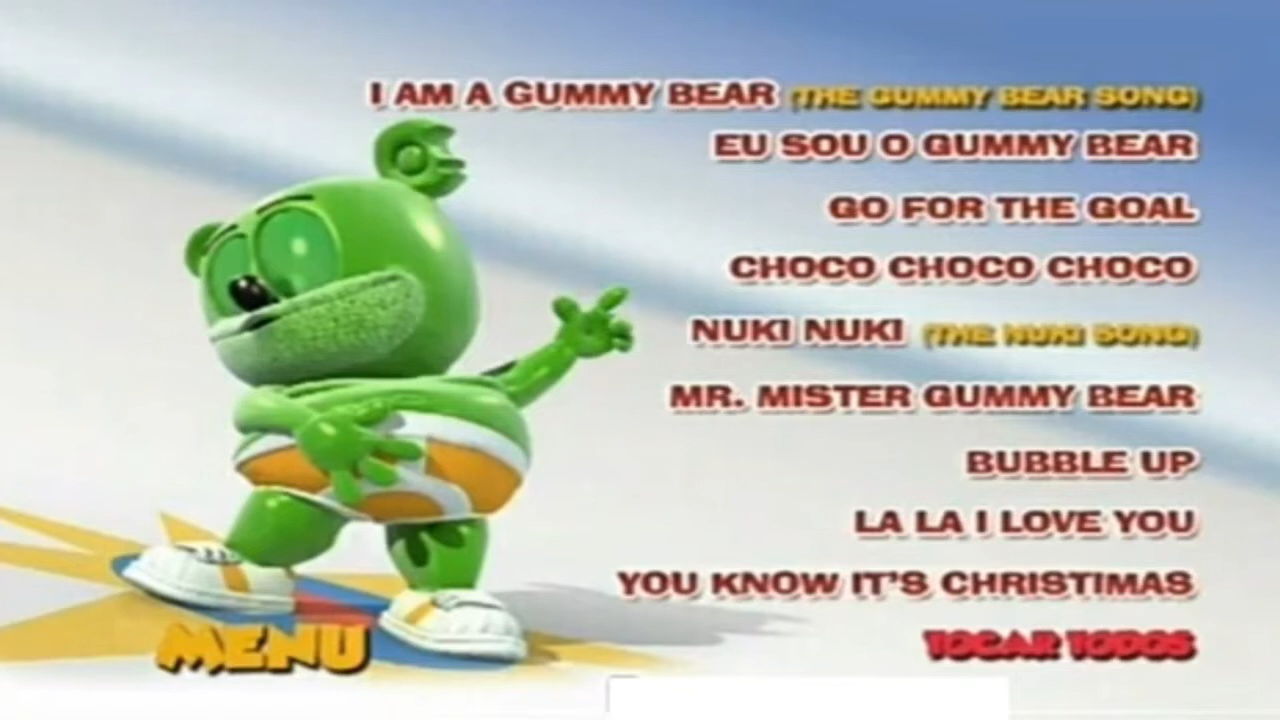 I AM A GUMMY BEAR (THE GUMMY BEAR SONG)
EU SOU O GUMMY BEAR
GO FOR THE GOAL
CHOCO CHOCO CHOCO
NUKI NUKI (THE NUKI SONG)
MR. MISTER GUMMY BEAR
BUBBLE UP
LA LA I LOVE YOU
YOU KNOW IT'S CHRISTIMAS
TOCAR TODOS
MENU